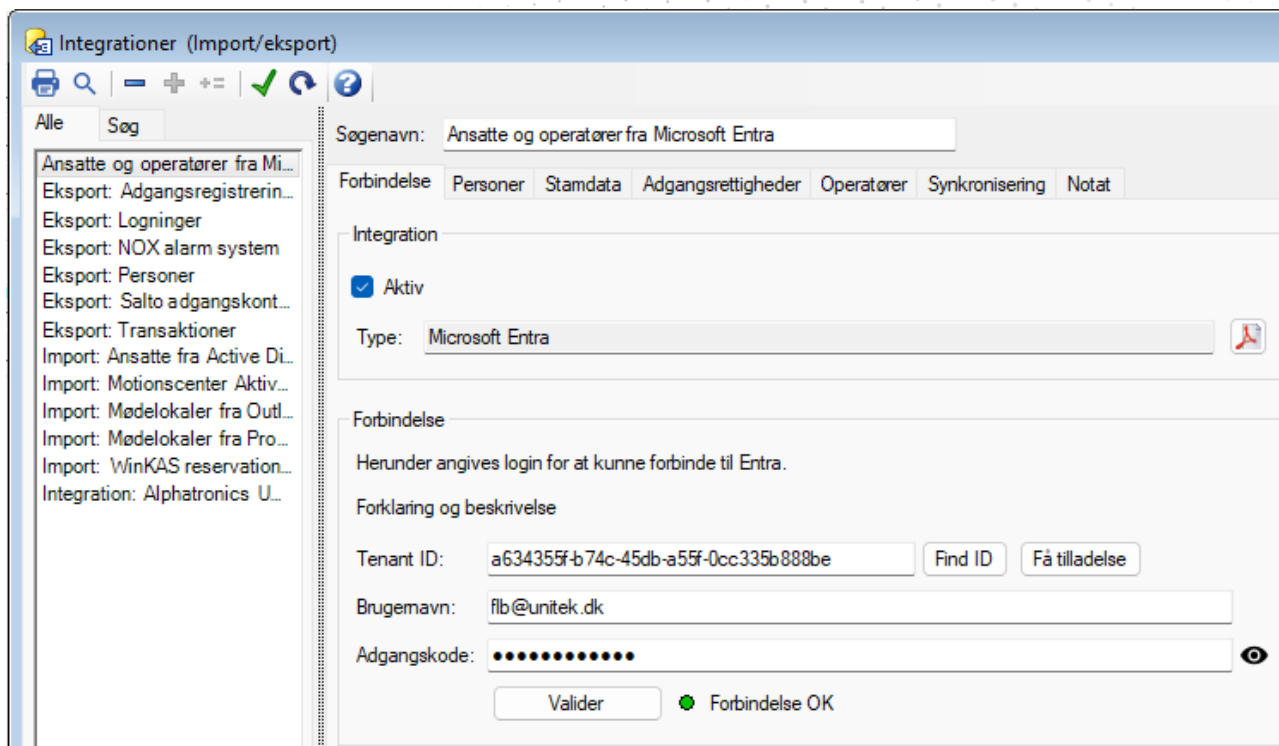 Integrationer (Import/eksport)
Alle
Søg
Ansatte og operatører fra Mi...
Eksport: Adgangsregistrerin...
Eksport: Logninger
Eksport: NOX alarm system
Eksport: Personer
Eksport: Salto adgangskont...
Eksport: Transaktioner
Import: Ansatte fra Active Di...
Import: Motionscenter Aktiv...
Import: Mødelokaler fra Outl...
Import: Mødelokaler fra Pro...
Import: WinKAS reservation...
Integration: Alphatronics U...
Søgenavn: Ansatte og operatører fra Microsoft Entra
Forbindelse Personer Stamdata Adgangsrettigheder Operatører Synkronisering Notat
Integration
Aktiv
Type: Microsoft Entra
Forbindelse
Herunder angives login for at kunne forbinde til Entra.
Forklaring og beskrivelse
Tenant ID: a634355f-b74c-45db-a55f-0cc335b888be Find ID Få tilladelse
Brugernavn: flb@unitek.dk
Adgangskode: ••••••••••••
Valider Forbindelse OK